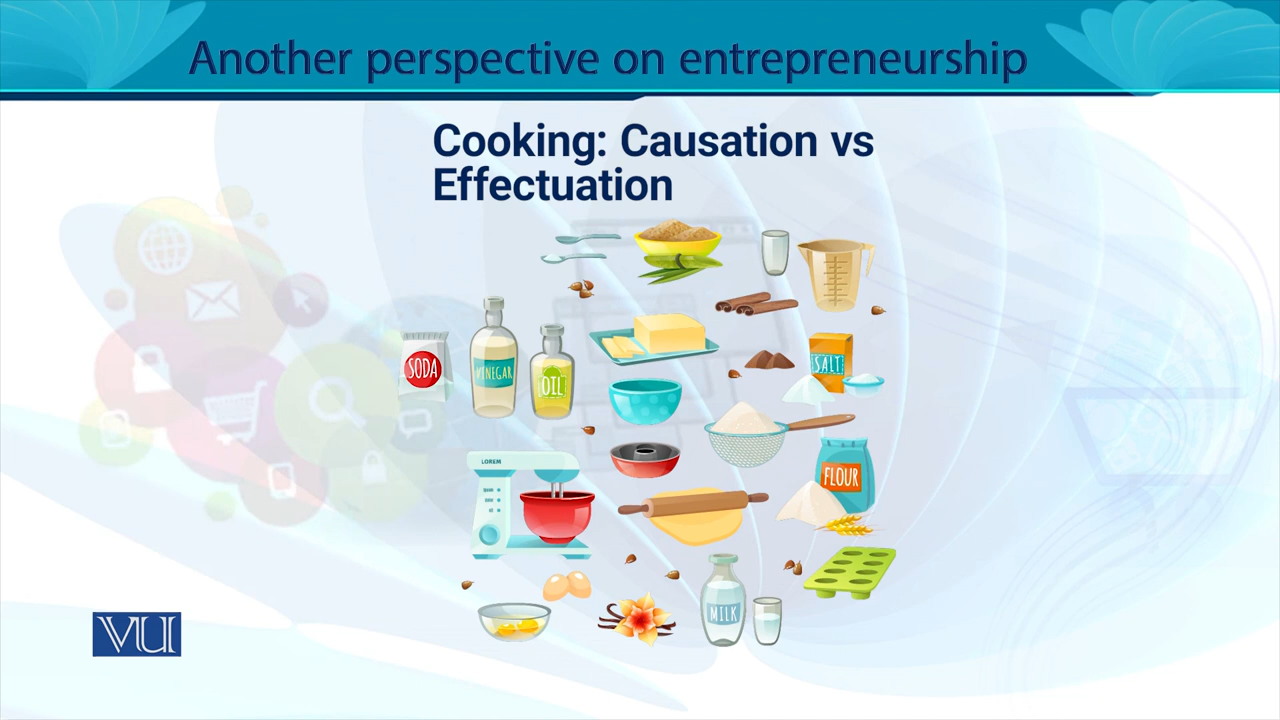 Another perspective on entrepreneurship
Cooking: Causation vs
Effectuation
SODA
VINEGAR
OIL
SALT
LOREM
FLOUR
MILK
VU